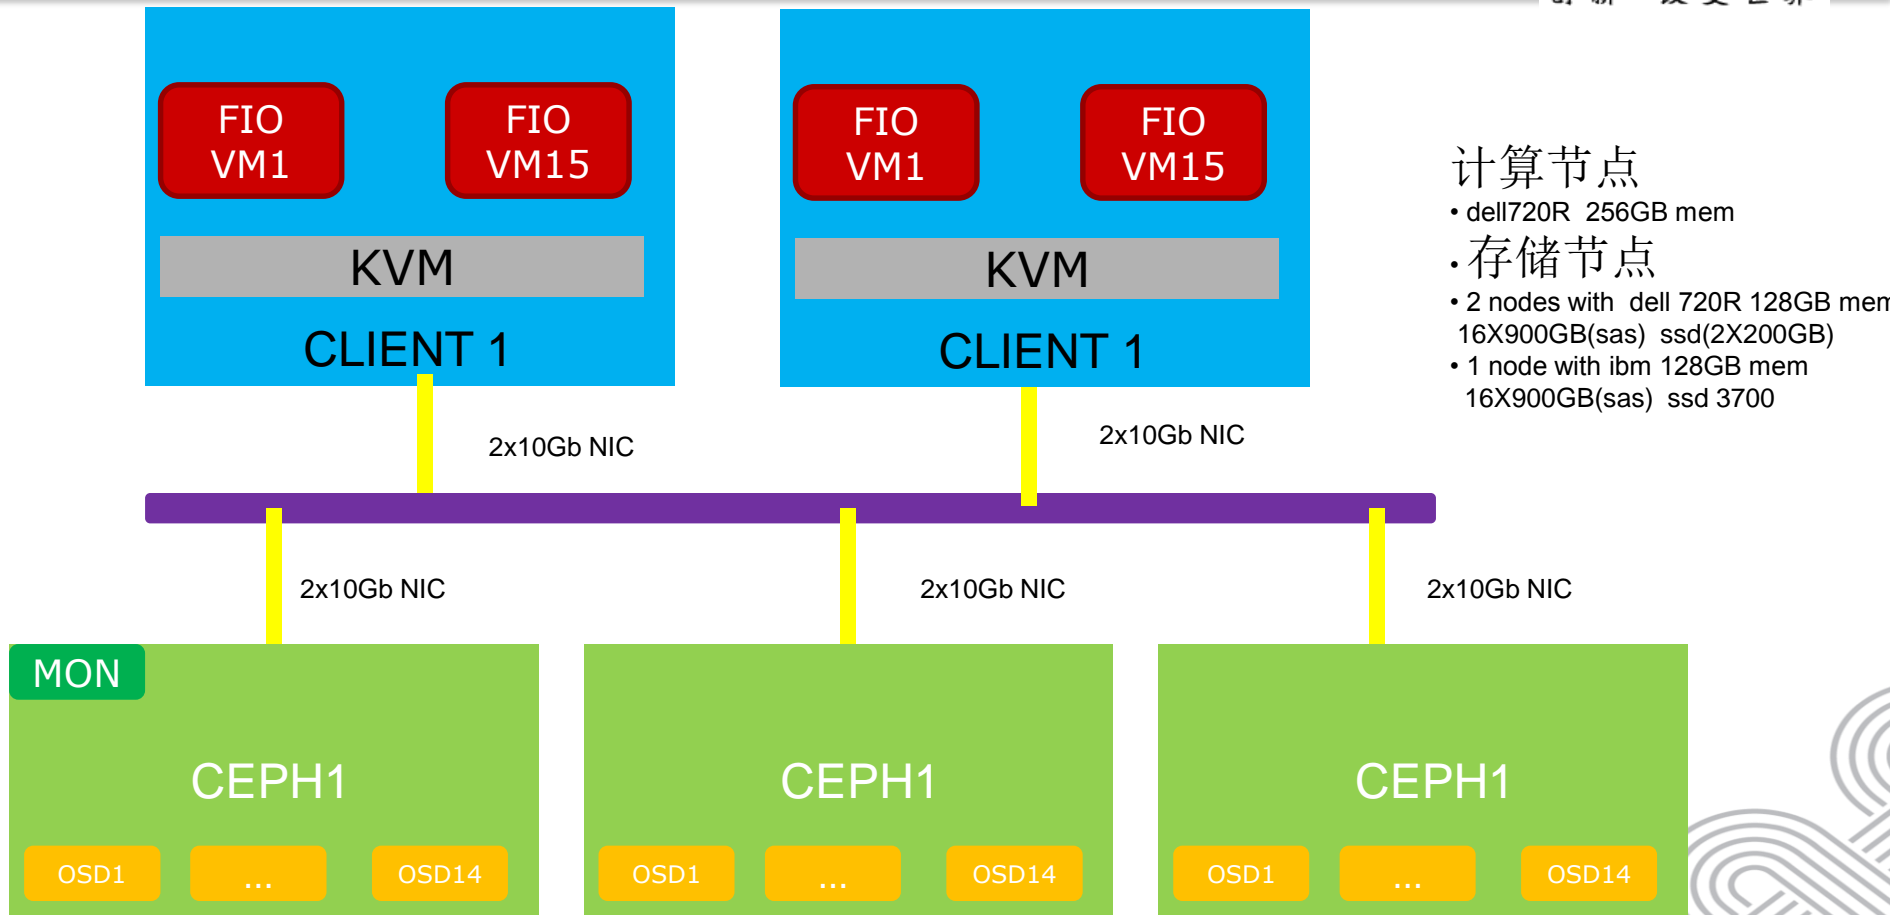 FIO
VM1
FIO
VM15
KVM
CLIENT 1
FIO
VM1
FIO
VM15
KVM
CLIENT 1
计算节点
• dell720R 256GB mem
• 存储节点
• 2 nodes with dell 720R 128GB mem
16X900GB(sas) ssd(2X200GB)
• 1 node with ibm 128GB mem
16X900GB(sas) ssd 3700
2x10Gb NIC
2x10Gb NIC
2x10Gb NIC
2x10Gb NIC
2x10Gb NIC
MON
CEPH1
OSD1
...
OSD14
CEPH1
OSD1
...
OSD14
CEPH1
OSD1
...
OSD14